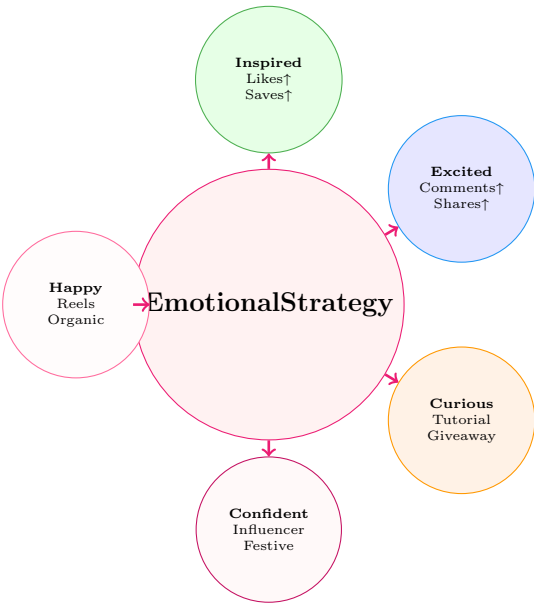 Inspired
Likes↑
Saves↑
Excited
Comments↑
Shares↑
Happy
Reels
Organic
EmotionalStrategy
Curious
Tutorial
Giveaway
Confident
Influencer
Festive